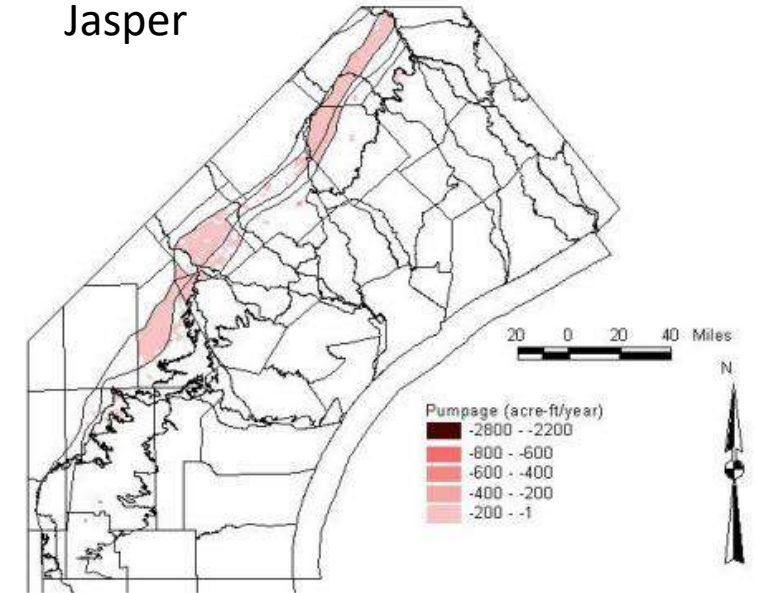 Jasper
20 0 20 40 Miles
N
Pumpage (acre-ft/year)
-2800 - -2200
-800 - -600
-600 - -400
-400 - -200
-200 - -1